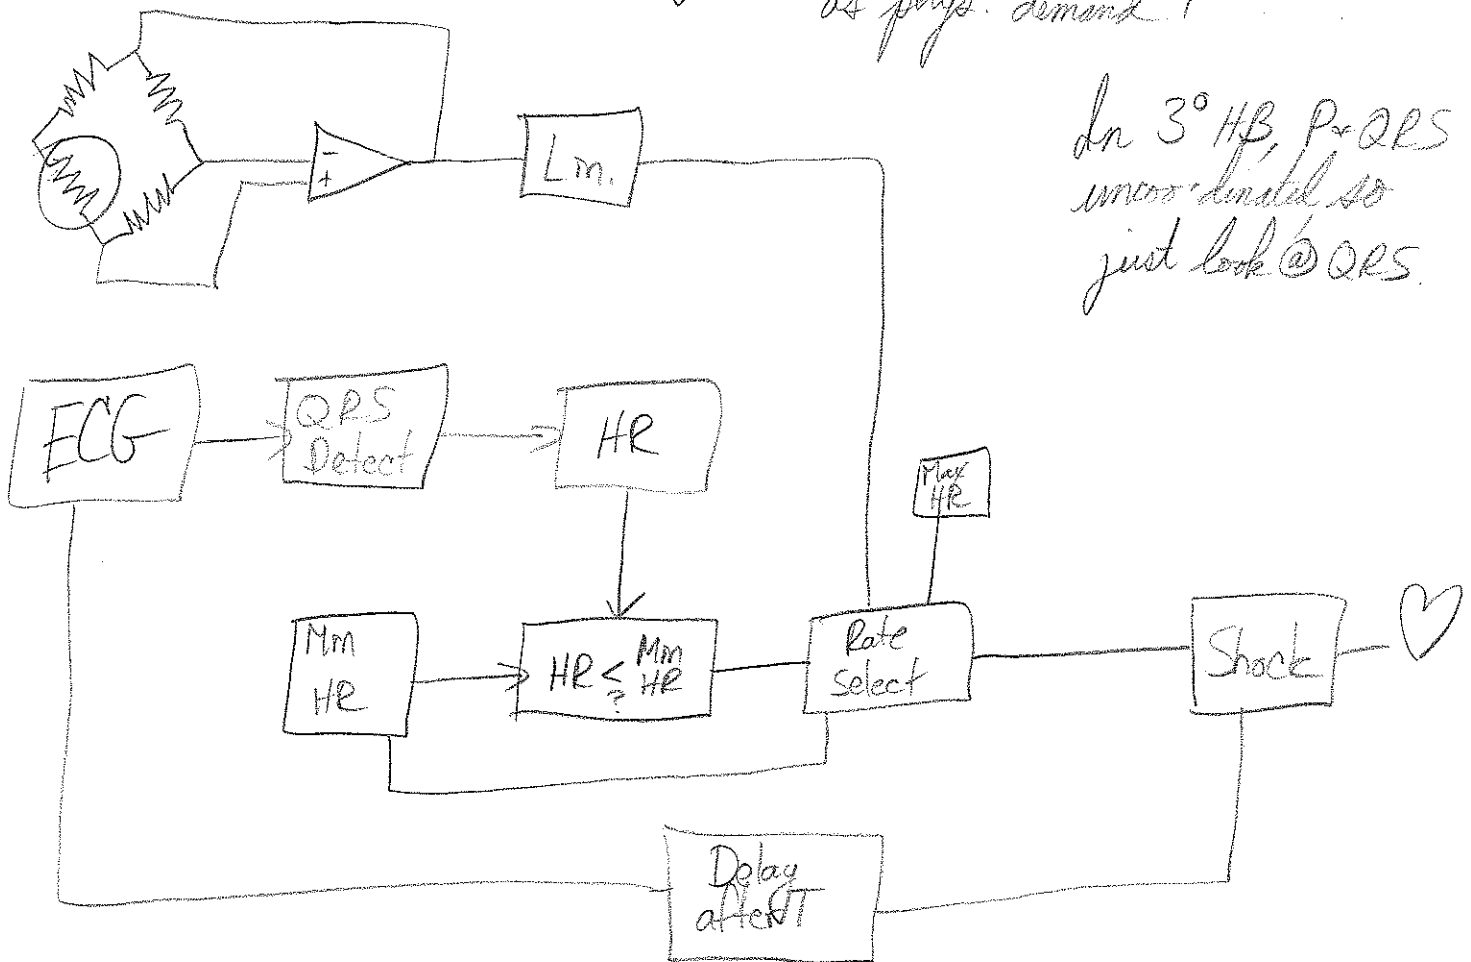 as phys. demand ↑
In 3° HB, P & QRS
uncoordinated so
just look @ QRS.
-
+
Lin.
ECG
QRS
Detect
HR
Max
HR
Min
HR
HR < Min HR
?
Rate
Select
Shock
Delay
after T